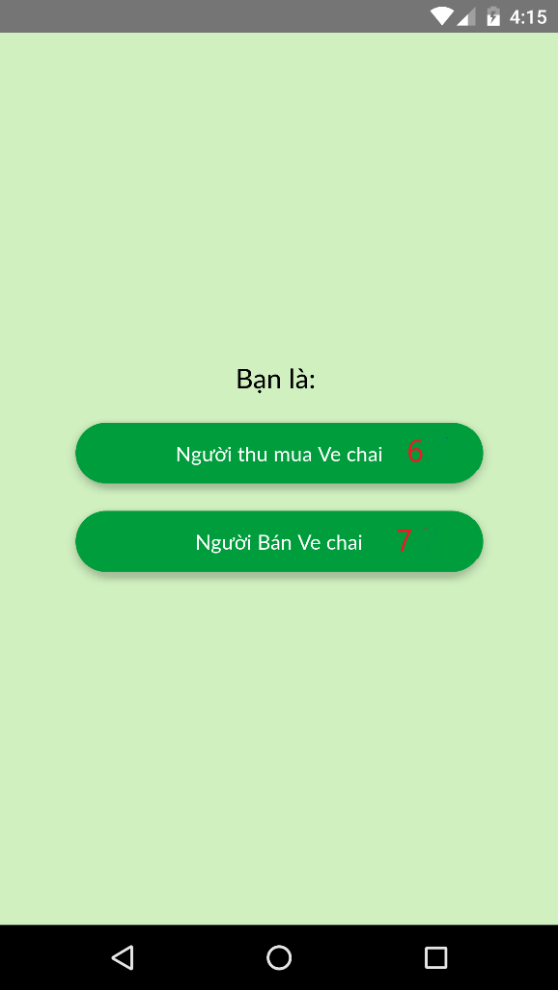 4:15
Bạn là:
Người thu mua Ve chai 6
Người Bán Ve chai 7